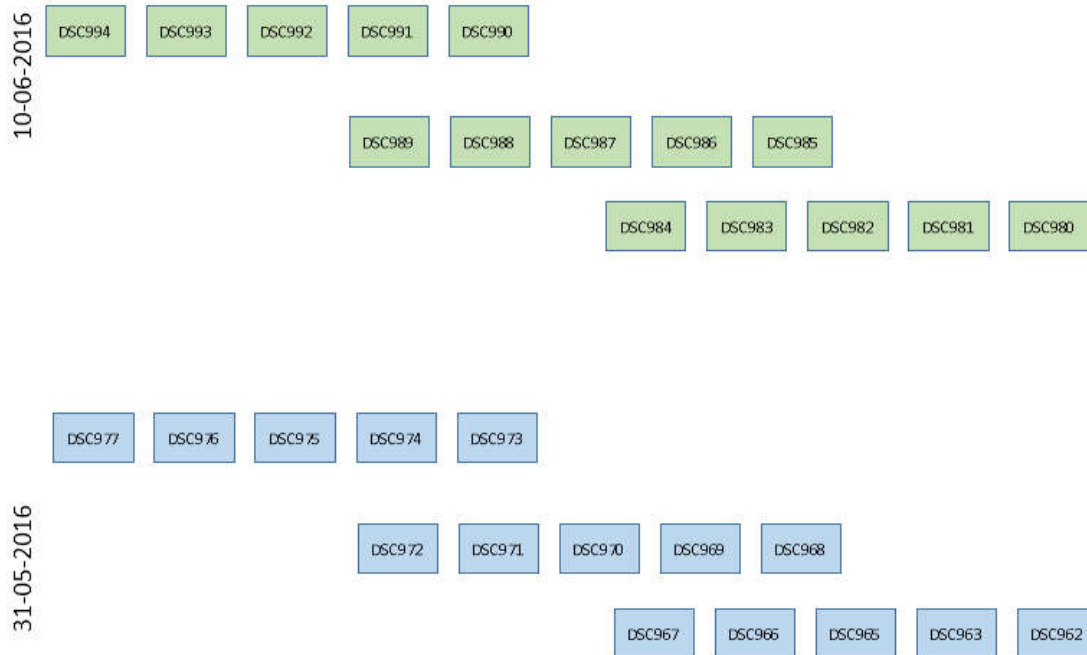 10-06-2016
DSC994 DSC993 DSC992 DSC991 DSC990
DSC989 DSC988 DSC987 DSC986 DSC985
DSC984 DSC983 DSC982 DSC981 DSC980
31-05-2016
DSC977 DSC976 DSC975 DSC974 DSC973
DSC972 DSC971 DSC970 DSC969 DSC968
DSC967 DSC966 DSC965 DSC963 DSC962